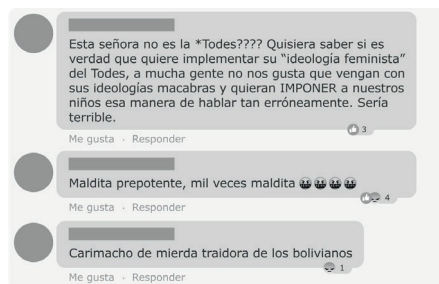 Esta señora no es la *Todes???? Quisiera saber si es
verdad que quiere implementar su “ideología feminista”
del Todes, a mucha gente no nos gusta que vengan con
sus ideologías macabras y quieran IMPONER a nuestros
niños esa manera de hablar tan erróneamente. Sería
terrible.
3
Me gusta · Responder
Maldita prepotente, mil veces maldita 🤬🤬🤬🤬
4
Me gusta · Responder
Carimacho de mierda traidora de los bolivianos
1
Me gusta · Responder